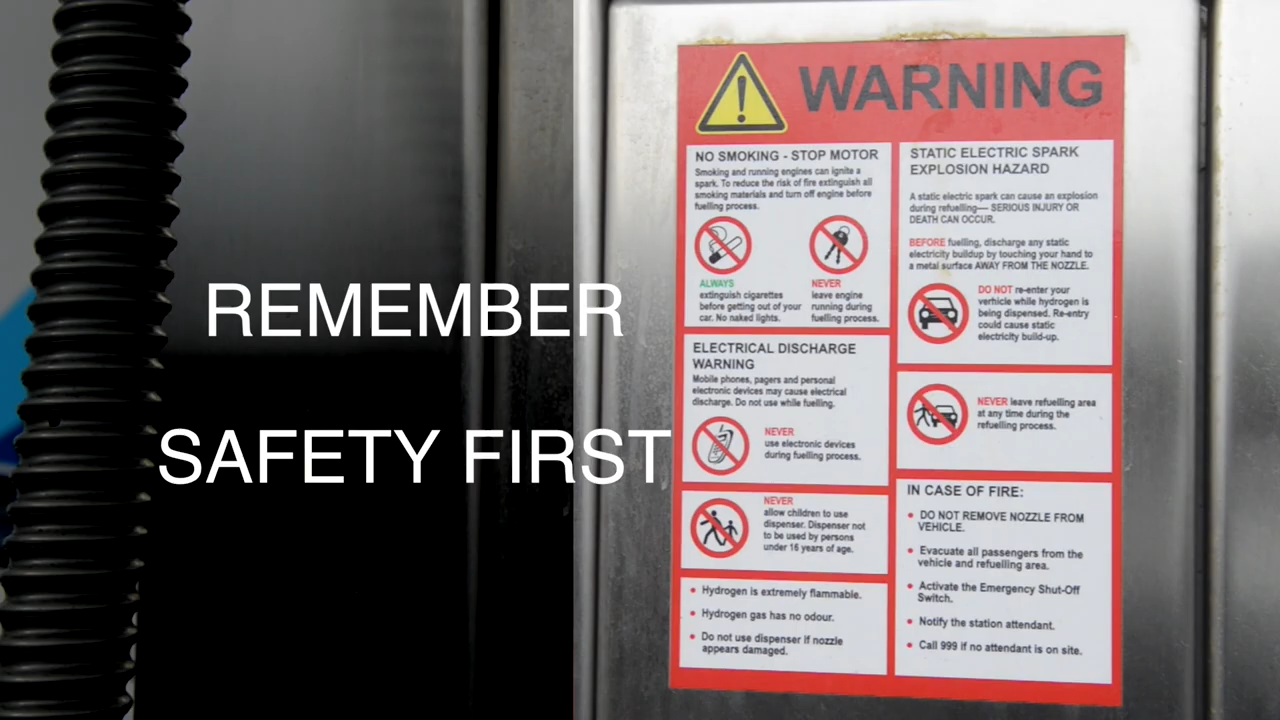 REMEMBER
SAFETY FIRST
WARNING
NO SMOKING - STOP MOTOR
Smoking and running engines can ignite a
spark. To reduce the risk of fire extinguish all
smoking materials and turn off engine before
fuelling process.
ALWAYS
extinguish cigarettes
before getting out of your
car. No naked lights.
NEVER
leave engine
running during
fuelling process.
ELECTRICAL DISCHARGE
WARNING
Mobile phones, pagers and personal
electronic devices may cause electrical
discharge. Do not use while fuelling.
NEVER
use electronic devices
during fuelling process.
NEVER
allow children to use
dispenser. Dispenser not
to be used by persons
under 16 years of age.
• Hydrogen is extremely flammable.
• Hydrogen gas has no odour.
• Do not use dispenser if nozzle
appears damaged.
STATIC ELECTRIC SPARK
EXPLOSION HAZARD
A static electric spark can cause an explosion
during refuelling— SERIOUS INJURY OR
DEATH CAN OCCUR.
BEFORE fuelling, discharge any static
electricity buildup by touching your hand to
a metal surface AWAY FROM THE NOZZLE.
DO NOT re-enter your
verhicle while hydrogen is
being dispensed. Re-entry
could cause static
electricity build-up.
NEVER leave refuelling area
at any time during the
refuelling process.
IN CASE OF FIRE:
• DO NOT REMOVE NOZZLE FROM
VEHICLE.
• Evacuate all passengers from the
vehicle and refuelling area.
• Activate the Emergency Shut-Off
Switch.
• Notify the station attendant.
• Call 999 if no attendant is on site.